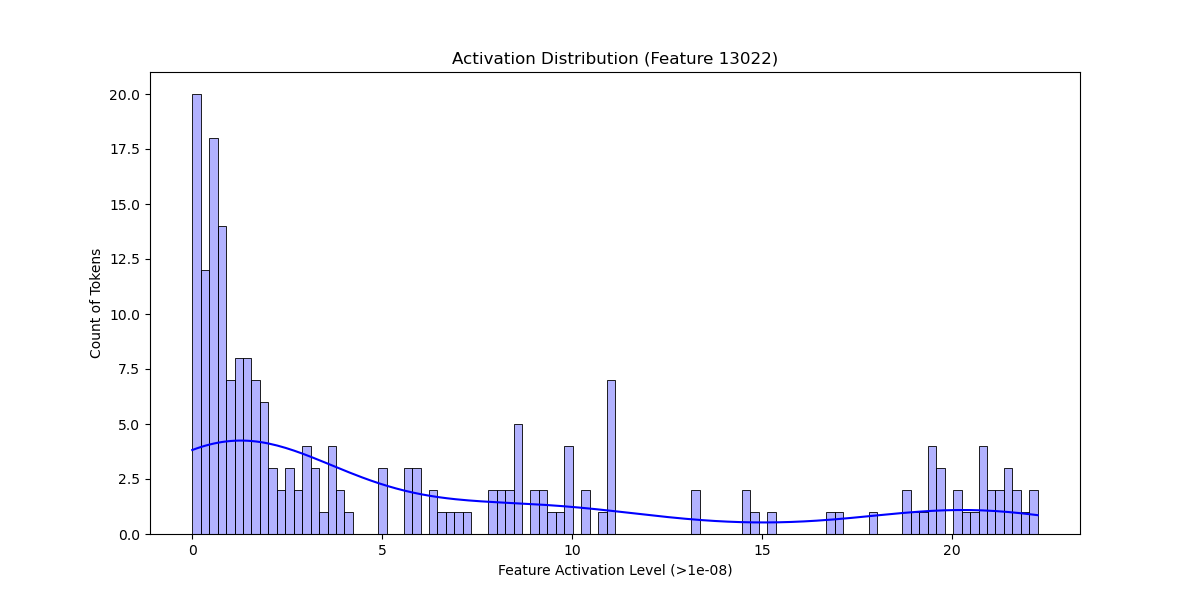 Activation Distribution (Feature 13022)
20.0
17.5
15.0
12.5
10.0
7.5
5.0
2.5
0.0
Count of Tokens
0 5 10 15 20
Feature Activation Level (>1e-08)